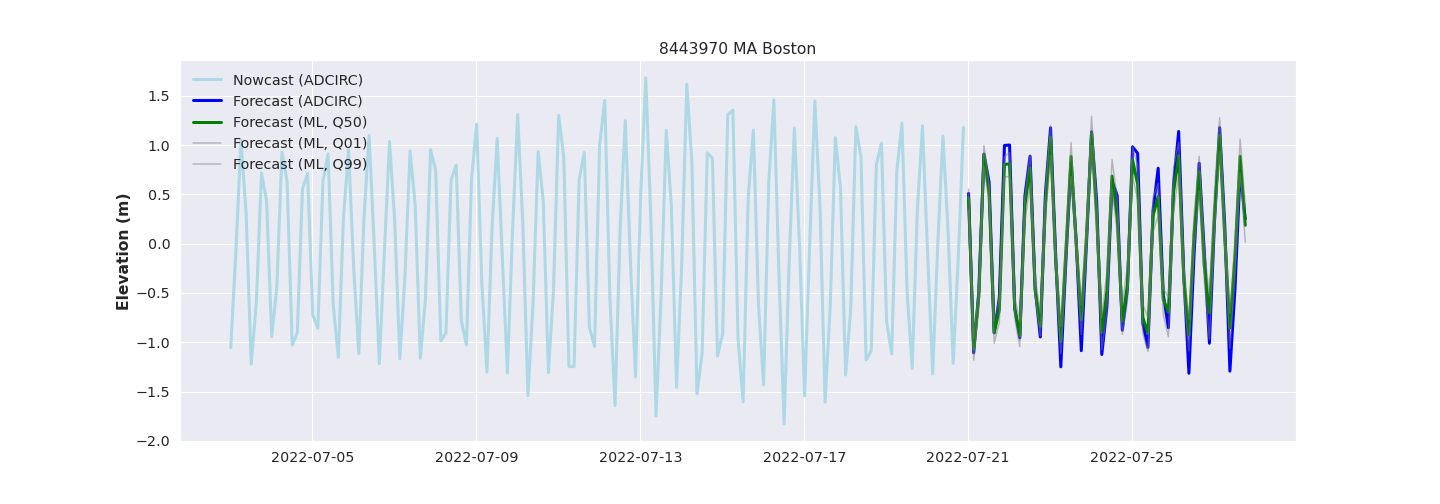 8443970 MA Boston
Nowcast (ADCIRC)
Forecast (ADCIRC)
Forecast (ML, Q50)
Forecast (ML, Q01)
Forecast (ML, Q99)
Elevation (m)
1.5
1.0
0.5
0.0
−0.5
−1.0
−1.5
−2.0
2022-07-05 2022-07-09 2022-07-13 2022-07-17 2022-07-21 2022-07-25